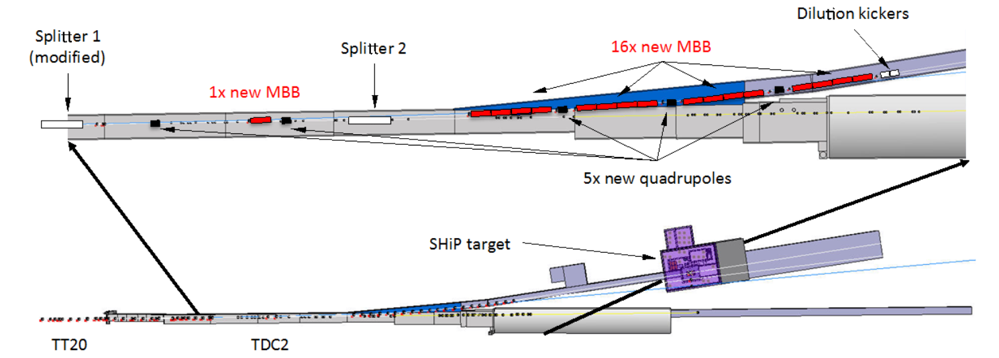 Dilution kickers
Splitter 1
(modified)
Splitter 2
16x new MBB
1x new MBB
5x new quadrupoles
SHiP target
TT20
TDC2